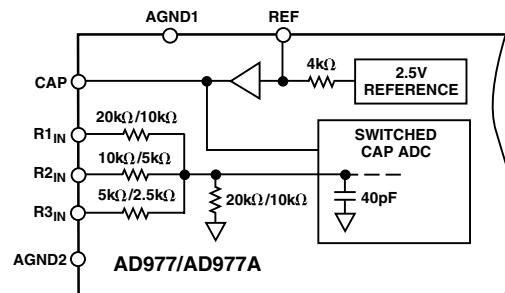 AGND1
REF
CAP
4kΩ
2.5V
REFERENCE
R1IN
20kΩ/10kΩ
SWITCHED
CAP ADC
R2IN
10kΩ/5kΩ
R3IN
5kΩ/2.5kΩ
20kΩ/10kΩ
40pF
AGND2
AD977/AD977A